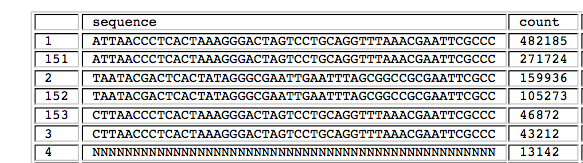 sequence count
1 ATTAACCCTCACTAAAGGGACTAGTCCTGCAGGTTTAAACGAATTCGCCC 482185
151 ATTAACCCTCACTAAAGGGACTAGTCCTGCAGGTTTAAACGAATTCGCCC 271724
2 TAATACGACTCACTATAGGGCGAATTGAATTTAGCGGCCGCGAATTCGCC 159936
152 TAATACGACTCACTATAGGGCGAATTGAATTTAGCGGCCGCGAATTCGCC 105273
153 CTTAACCCTCACTAAAGGGACTAGTCCTGCAGGTTTAAACGAATTCGCCC 46872
3 CTTAACCCTCACTAAAGGGACTAGTCCTGCAGGTTTAAACGAATTCGCCC 43212
4 NNNNNNNNNNNNNNNNNNNNNNNNNNNNNNNNNNNNNNNNNNNNNNNNNN 13142